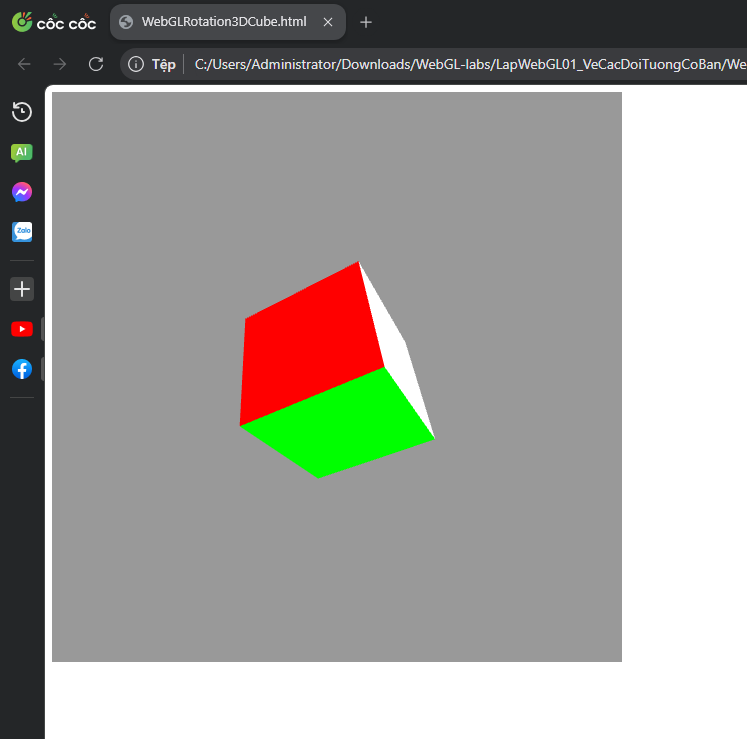 cốc cốc
WebGLRotation3DCube.html
Tệp
C:/Users/Administrator/Downloads/WebGL-labs/LapWebGL01_VeCacDoiTuongCoBan/We
AI
Zalo